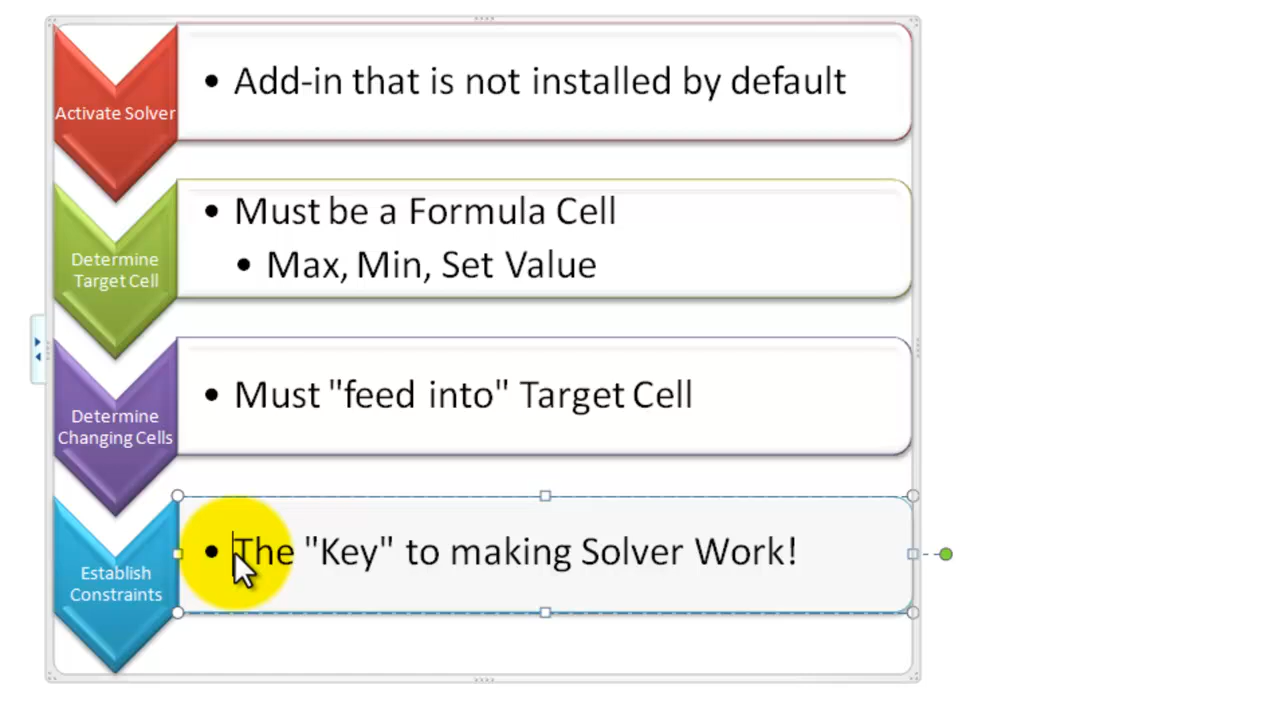 Activate Solver
• Add-in that is not installed by default
Determine
Target Cell
• Must be a Formula Cell
• Max, Min, Set Value
Determine
Changing Cells
• Must "feed into" Target Cell
Establish
Constraints
• The "Key" to making Solver Work!